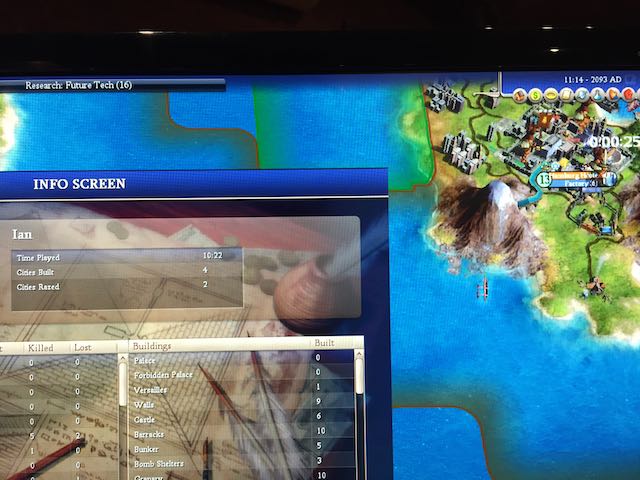 Research: Future Tech (16)
11:14 - 2093 AD
0:00:25
13
Factory
INFO SCREEN
Ian
Time Played 10:22
Cities Built 4
Cities Razed 2
Killed Lost Buildings Built
0 0 Palace 0
0 0 Forbidden Palace 0
0 0 Versailles 1
0 0 Walls 9
0 0 Castle 6
5 2 Barracks 10
1 0 Bunker 5
Bomb Shelters 3
Granary 10